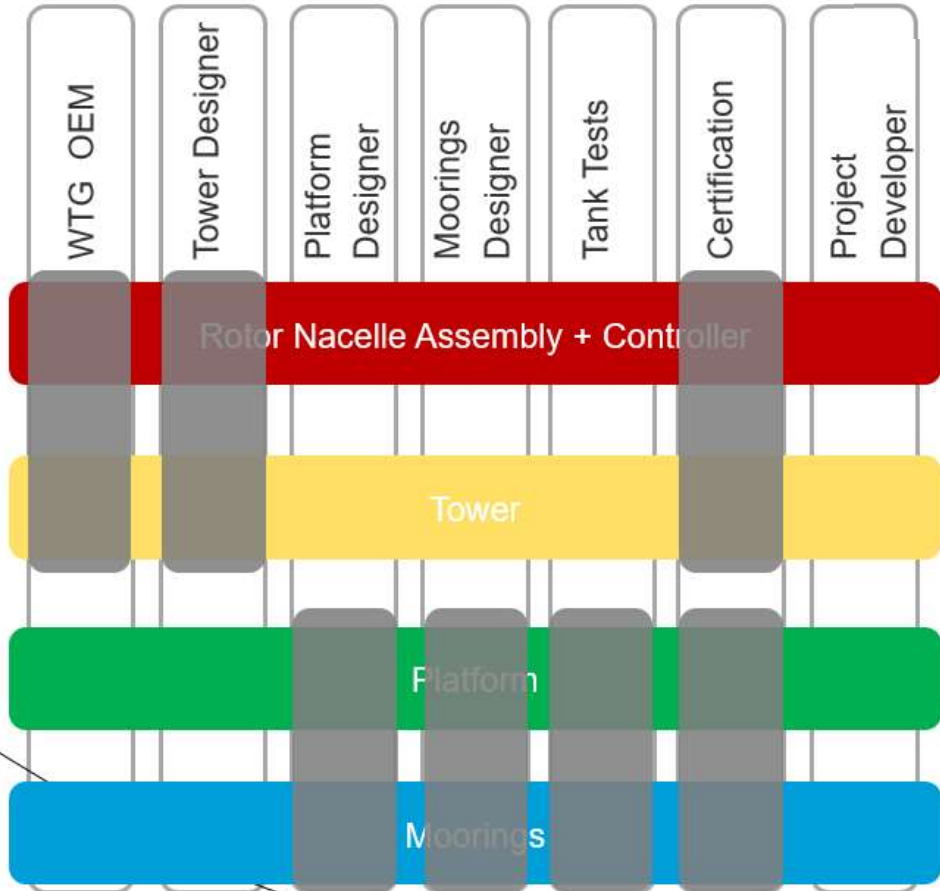 WTG OEM
Tower Designer
Platform
Designer
Moorings
Designer
Tank Tests
Certification
Project
Developer
Rotor Nacelle Assembly + Controller
Tower
Platform
Moorings